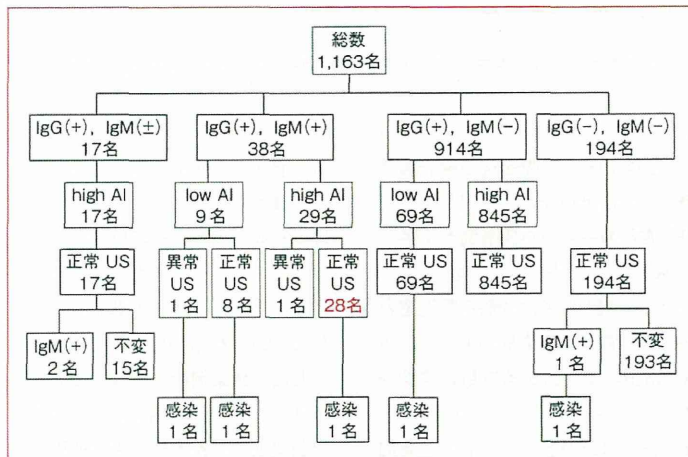 総数
1,163名
IgG(+), IgM(±)
17名
IgG(+), IgM(+)
38名
IgG(+), IgM(-)
914名
IgG(-), IgM(-)
194名
high AI
17名
low AI
9名
high AI
29名
low AI
69名
high AI
845名
正常 US
17名
異常
US
1名
正常
US
8名
異常
US
1名
正常
US
28名
正常 US
69名
正常 US
845名
正常 US
194名
IgM(+)
2名
不変
15名
IgM(+)
1名
不変
193名
感染
1名
感染
1名
感染
1名
感染
1名
感染
1名